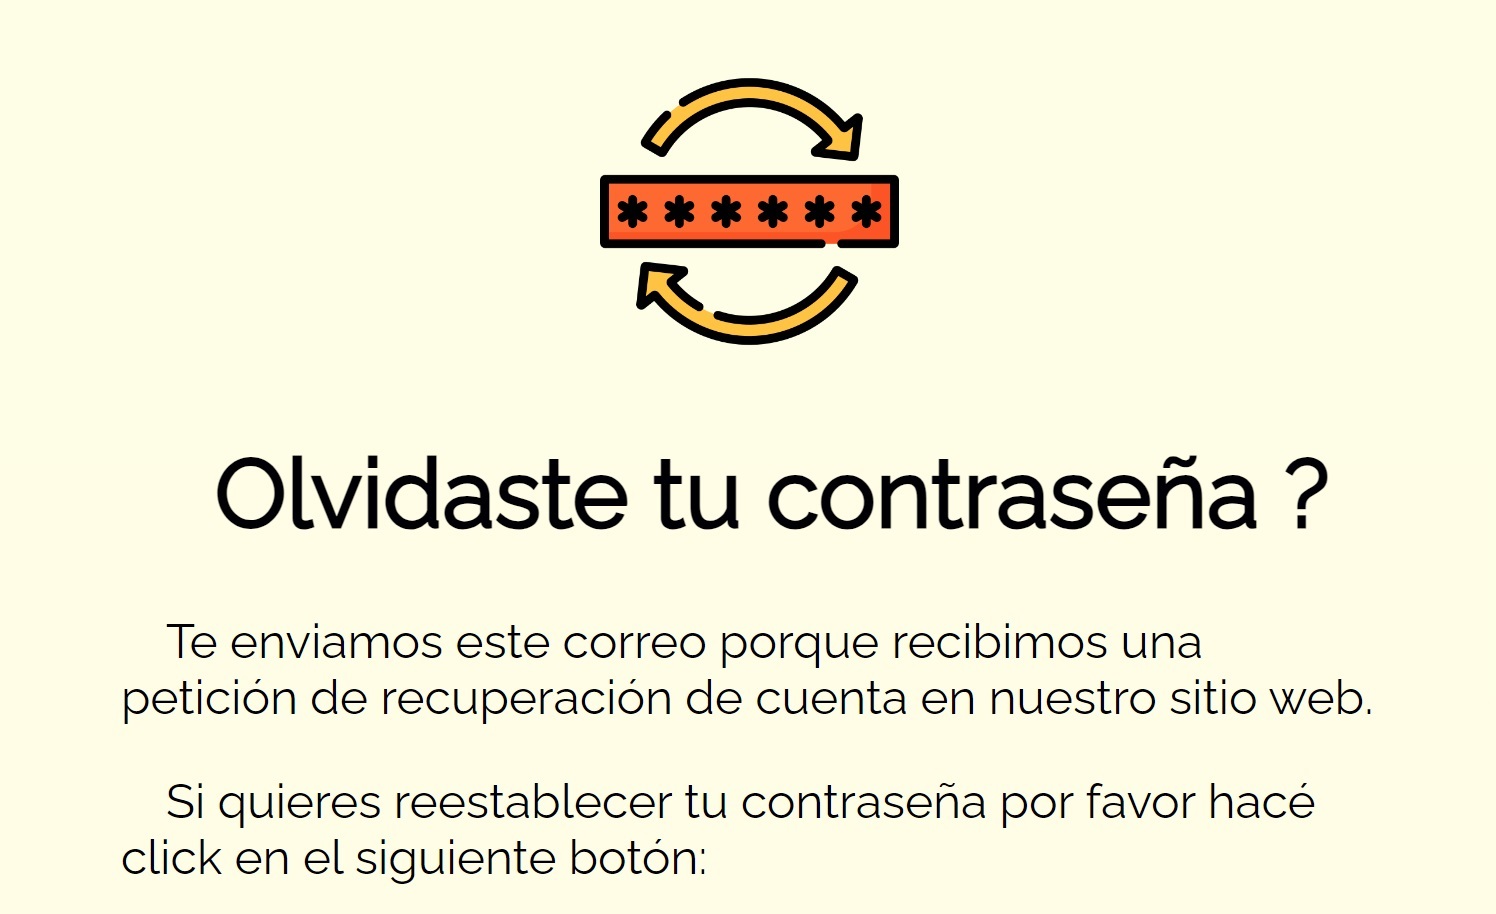 ******
Olvidaste tu contraseña ?
Te enviamos este correo porque recibimos una
petición de recuperación de cuenta en nuestro sitio web.
Si quieres reestablecer tu contraseña por favor hacé
click en el siguiente botón: